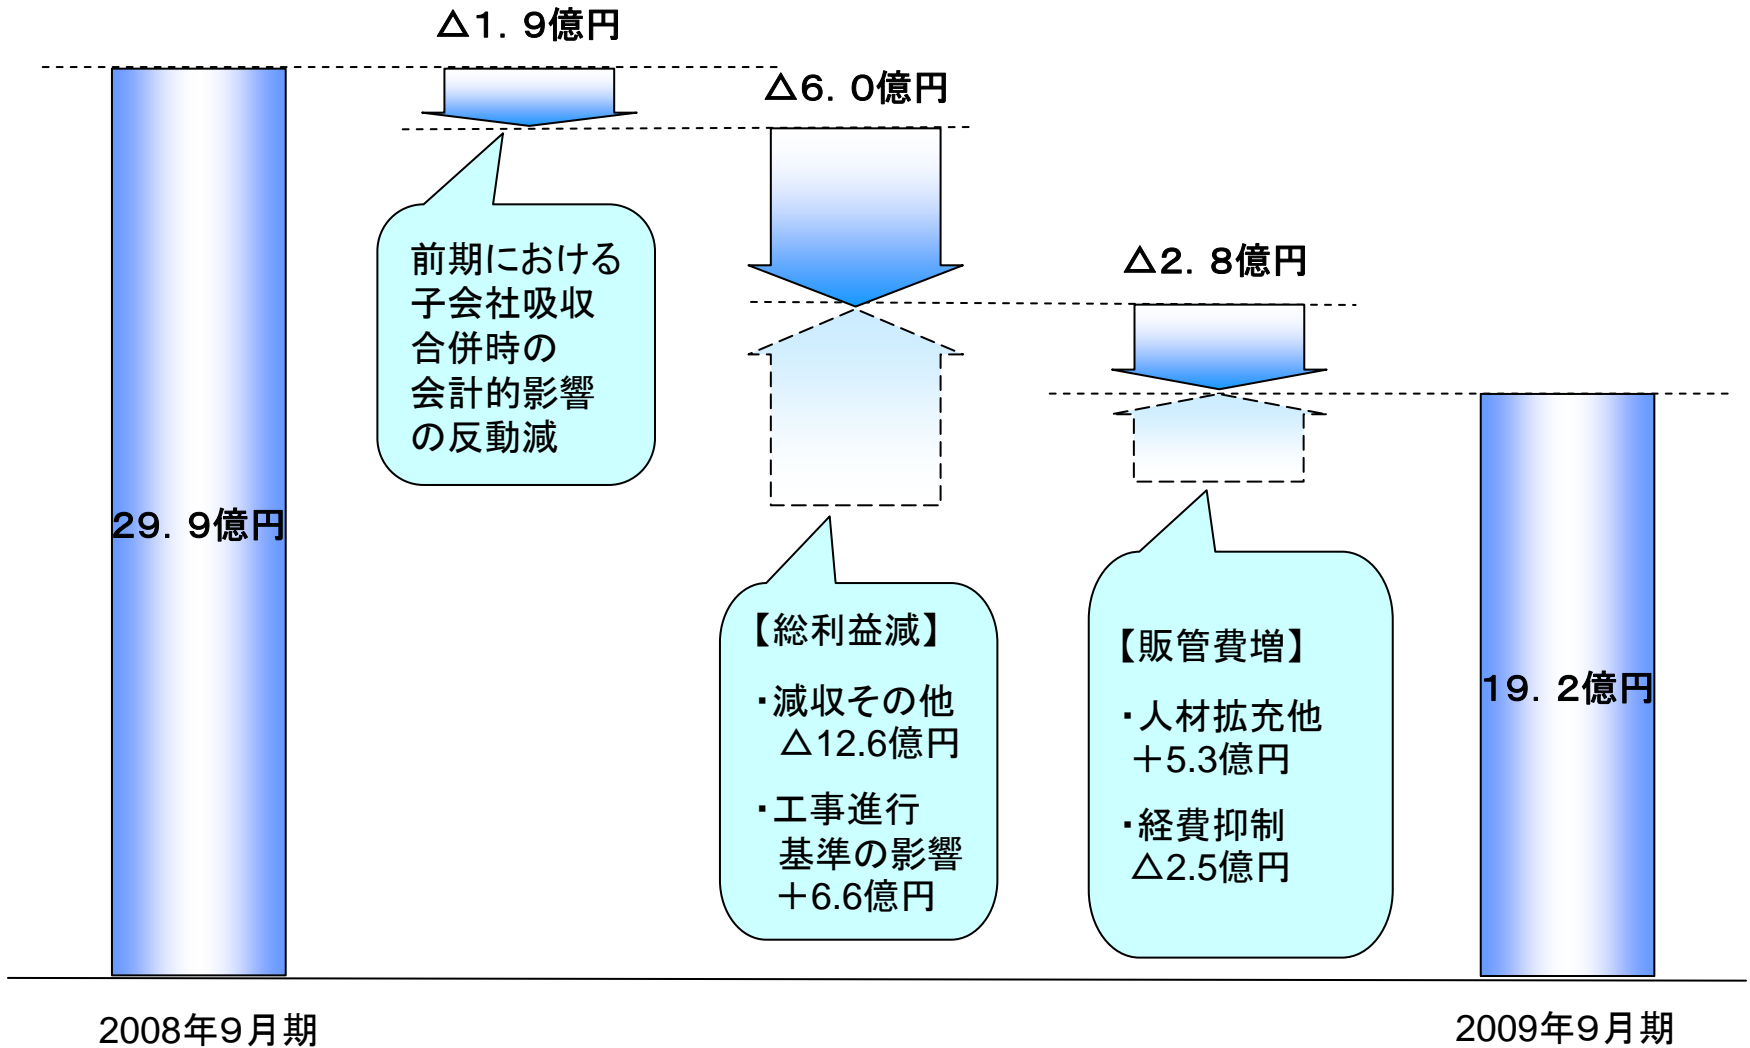 △1．9億円
△6．0億円
△2．8億円
29．9億円
前期における
子会社吸収
合併時の
会計的影響
の反動減
【総利益減】
・減収その他
△12.6億円
・工事進行
基準の影響
＋6.6億円
【販管費増】
・人材拡充他
＋5.3億円
・経費抑制
△2.5億円
19．2億円
2008年９月期
2009年９月期